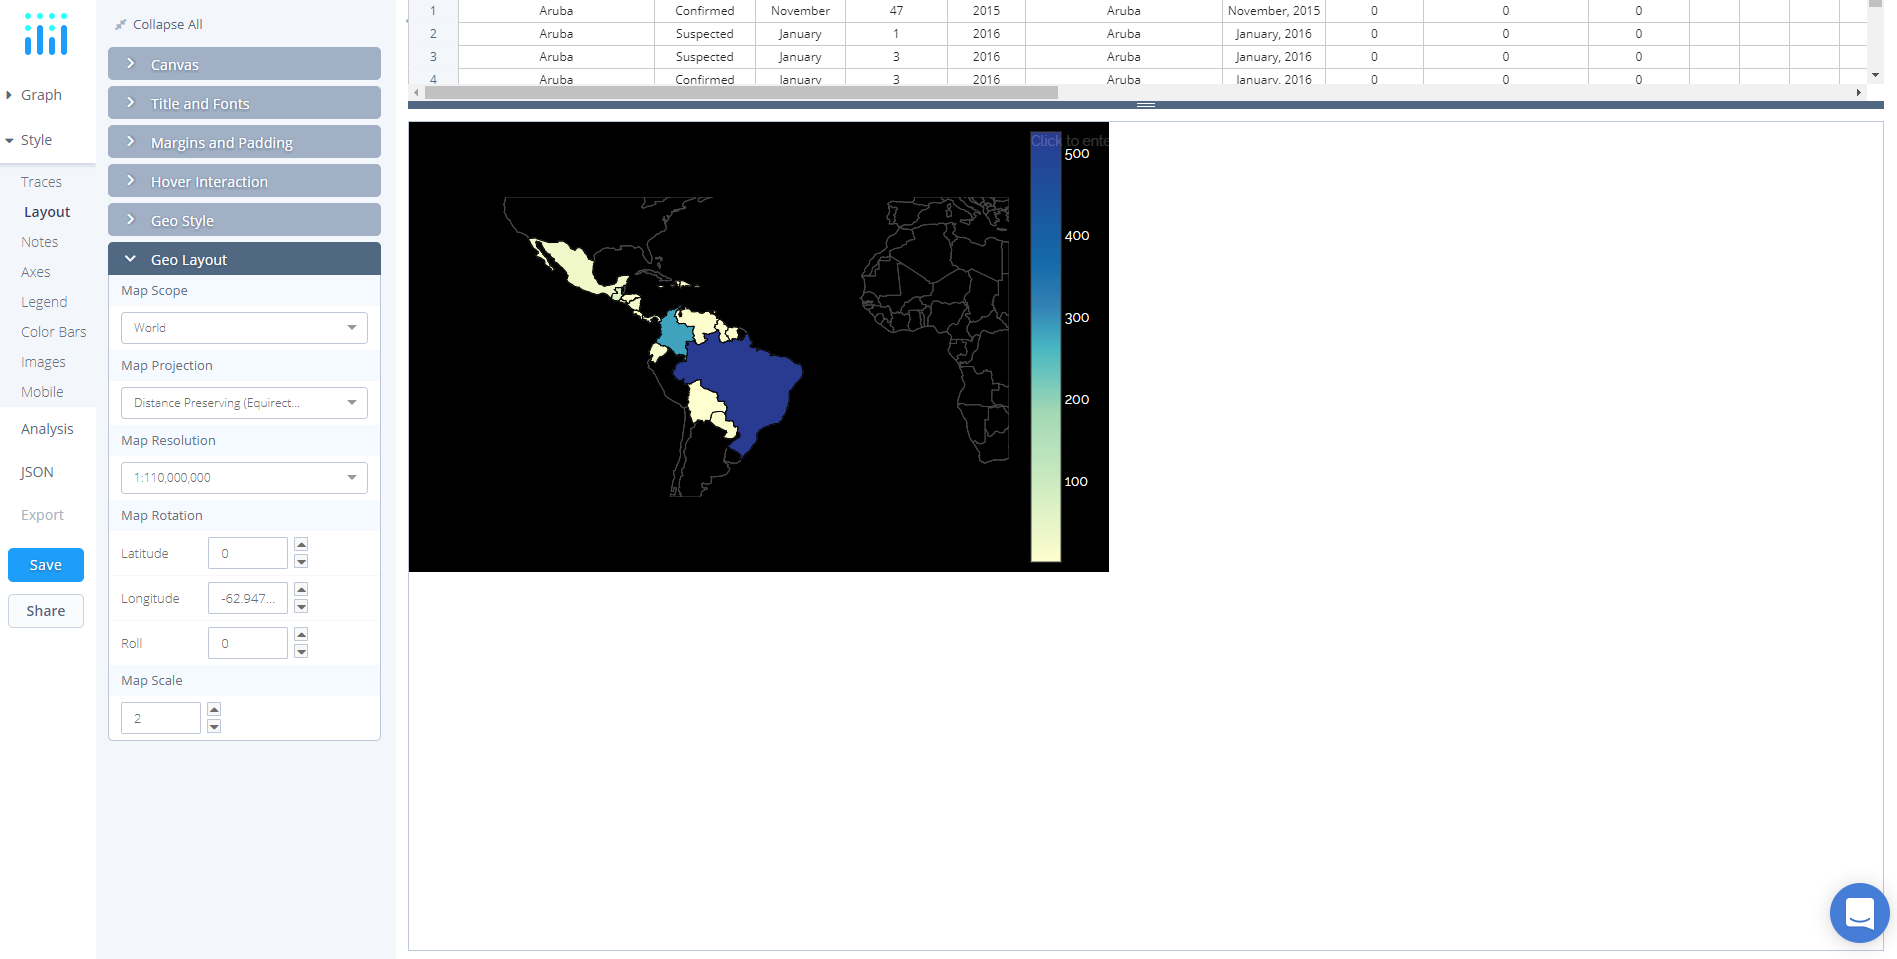 Collapse All
Graph
Style
Traces
Layout
Notes
Axes
Legend
Color Bars
Images
Mobile
Analysis
JSON
Export
Save
Share
Canvas
Title and Fonts
Margins and Padding
Hover Interaction
Geo Style
Geo Layout
Map Scope
World
Map Projection
Distance Preserving (Equirect...
Map Resolution
1:110,000,000
Map Rotation
Latitude 0
Longitude -62.947...
Roll 0
Map Scale
2
1 Aruba Confirmed November 47 2015 Aruba November, 2015 0 0 0
2 Aruba Suspected January 1 2016 Aruba January, 2016 0 0 0
3 Aruba Suspected January 3 2016 Aruba January, 2016 0 0 0
4 Aruba Confirmed January 3 2016 Aruba January, 2016 0 0 0
Click to ente
500
400
300
200
100